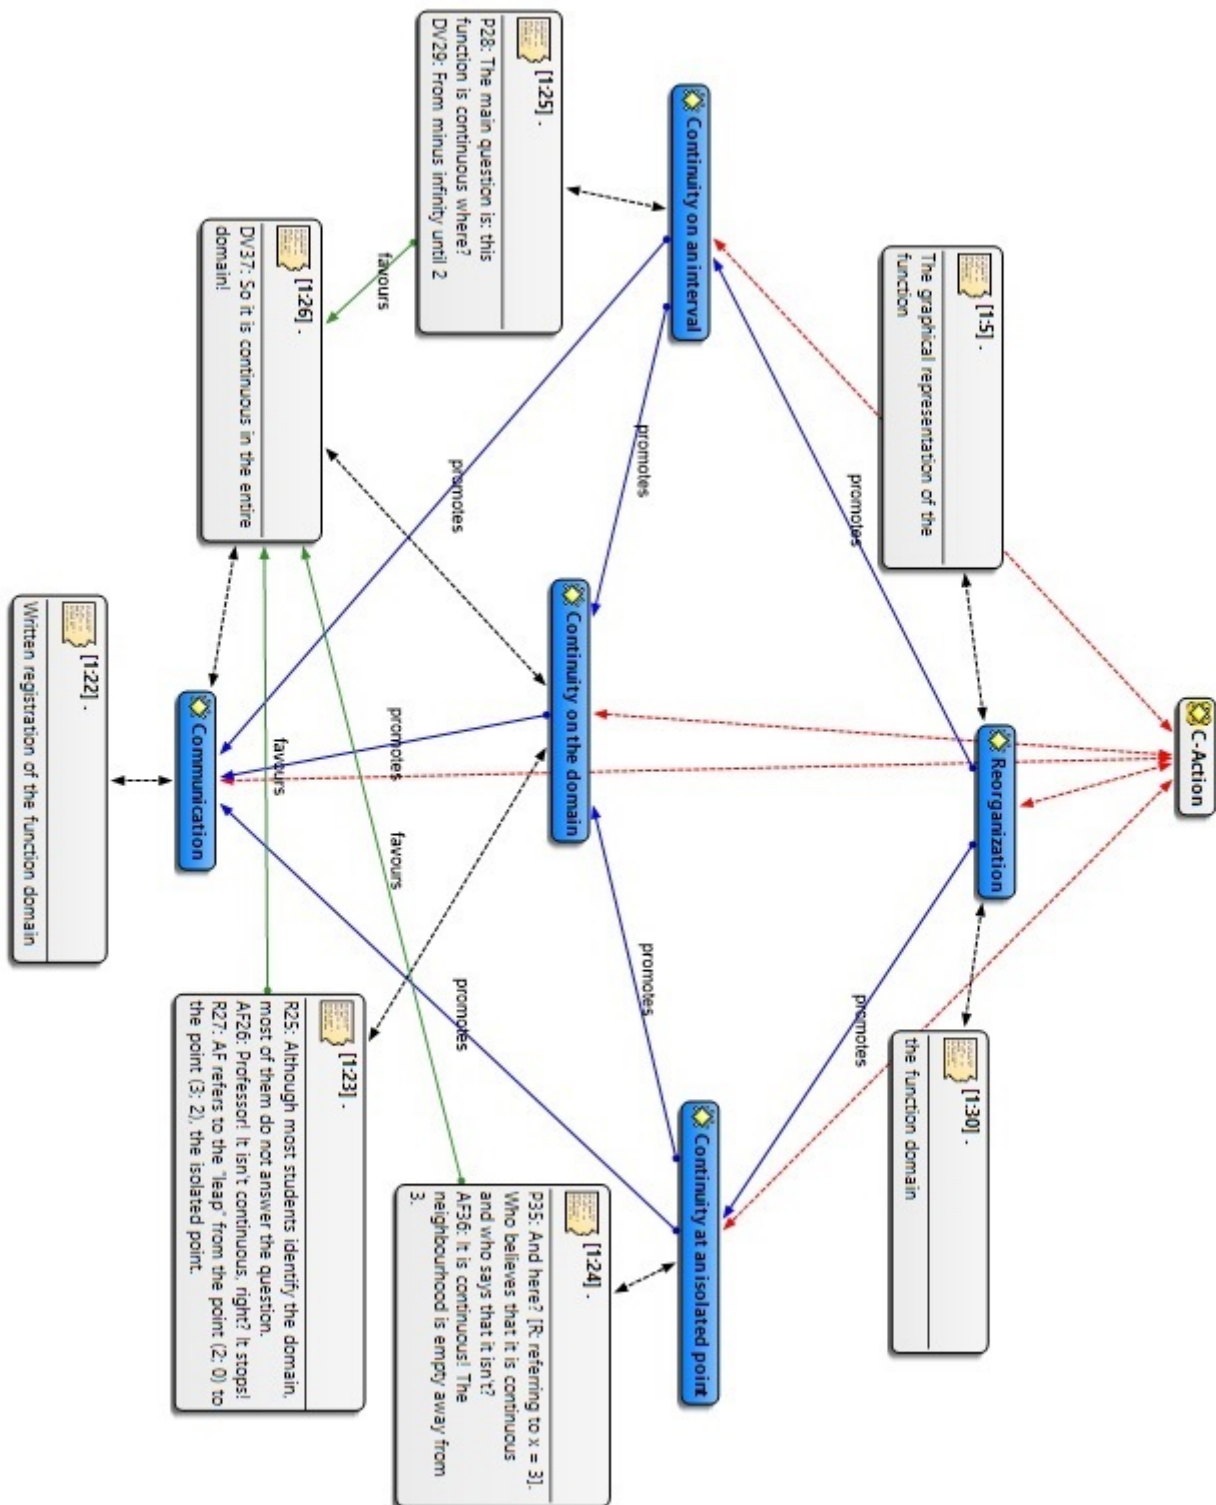 C-Action
[1:5] .
The graphical representation of the
function
Reorganization
[1:30] .
the function domain
promotes
promotes
Continuity on an interval
Continuity at an isolated point
[1:25] .
P28: The main question is: this
function is continuous where?
DV29: From minus infinity until 2
promotes
promotes
Continuity on the domain
[1:24] .
P35: And here? [R: referring to x = 3].
Who believes that it is continuous
and who says that it isn't?
AF36: It is continuous! The
neighbourhood is empty away from
3.
favours
promotes
promotes
promotes
favours
[1:26] .
DV37: So it is continuous in the entire
domain!
favours
[1:23] .
R25: Although most students identify the domain,
most of them do not answer the question.
AF26: Professor! It isn't continuous, right? It stops!
R27: AF refers to the "leap" from the point (2; 0) to
the point (3; 2), the isolated point.
Communication
[1:22] .
Written registration of the function domain